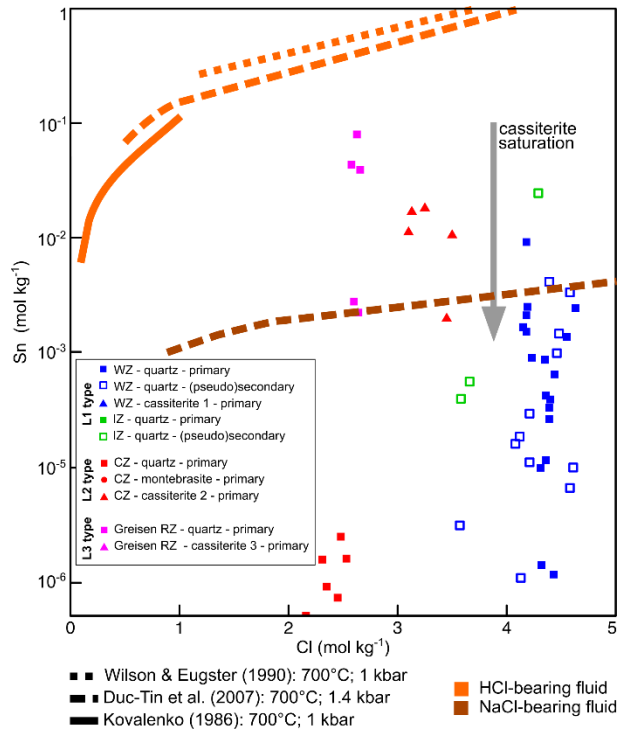 1
10-1
10-2
10-3
10-5
10-6
Sn (mol kg-1)
cassiterite
saturation
L1 type
WZ - quartz - primary
WZ - quartz - (pseudo)secondary
WZ - cassiterite 1 - primary
IZ - quartz - primary
IZ - quartz - (pseudo)secondary
L2 type
CZ - quartz - primary
CZ - montebrasite - primary
CZ - cassiterite 2 - primary
L3 type
Greisen RZ - quartz - primary
Greisen RZ - cassiterite 3 - primary
0 1 2 3 4 5
Cl (mol kg-1)
Wilson & Eugster (1990): 700°C; 1 kbar
Duc-Tin et al. (2007): 700°C; 1.4 kbar
Kovalenko (1986): 700°C; 1 kbar
HCl-bearing fluid
NaCl-bearing fluid